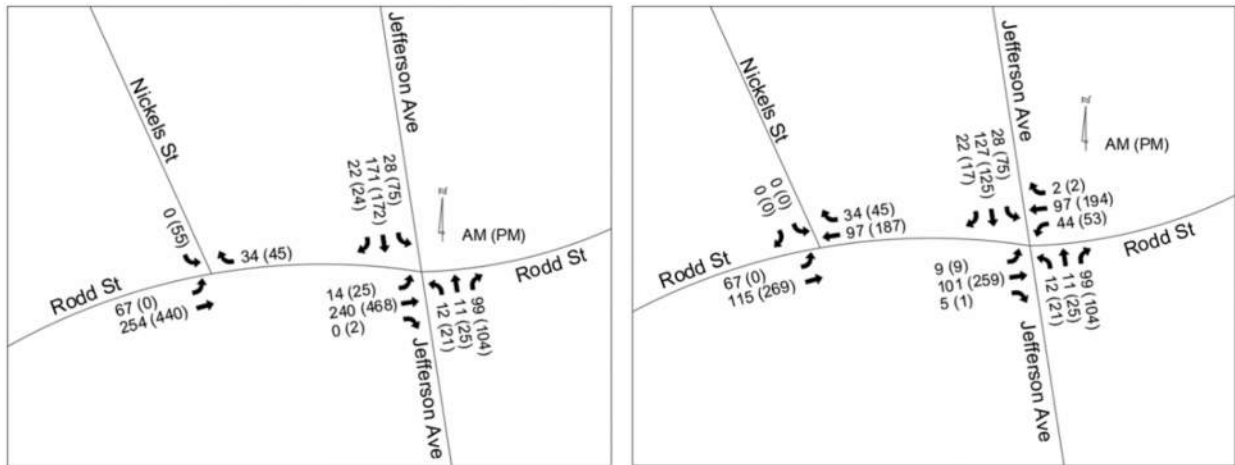 Jefferson Ave
Nickels St
28 (75)
171 (172)
22 (24)
AM (PM)
0 (55)
34 (45)
Rodd St
Rodd St
67 (0)
254 (440)
14 (25)
240 (468)
0 (2)
12 (21)
11 (25)
99 (104)
Jefferson Ave
Jefferson Ave
Nickels St
AM (PM)
28 (75)
127 (125)
22 (17)
2 (2)
97 (194)
44 (53)
0 (0)
0 (0)
34 (45)
97 (187)
Rodd St
Rodd St
67 (0)
115 (269)
9 (9)
101 (259)
5 (1)
12 (21)
11 (25)
99 (104)
Jefferson Ave